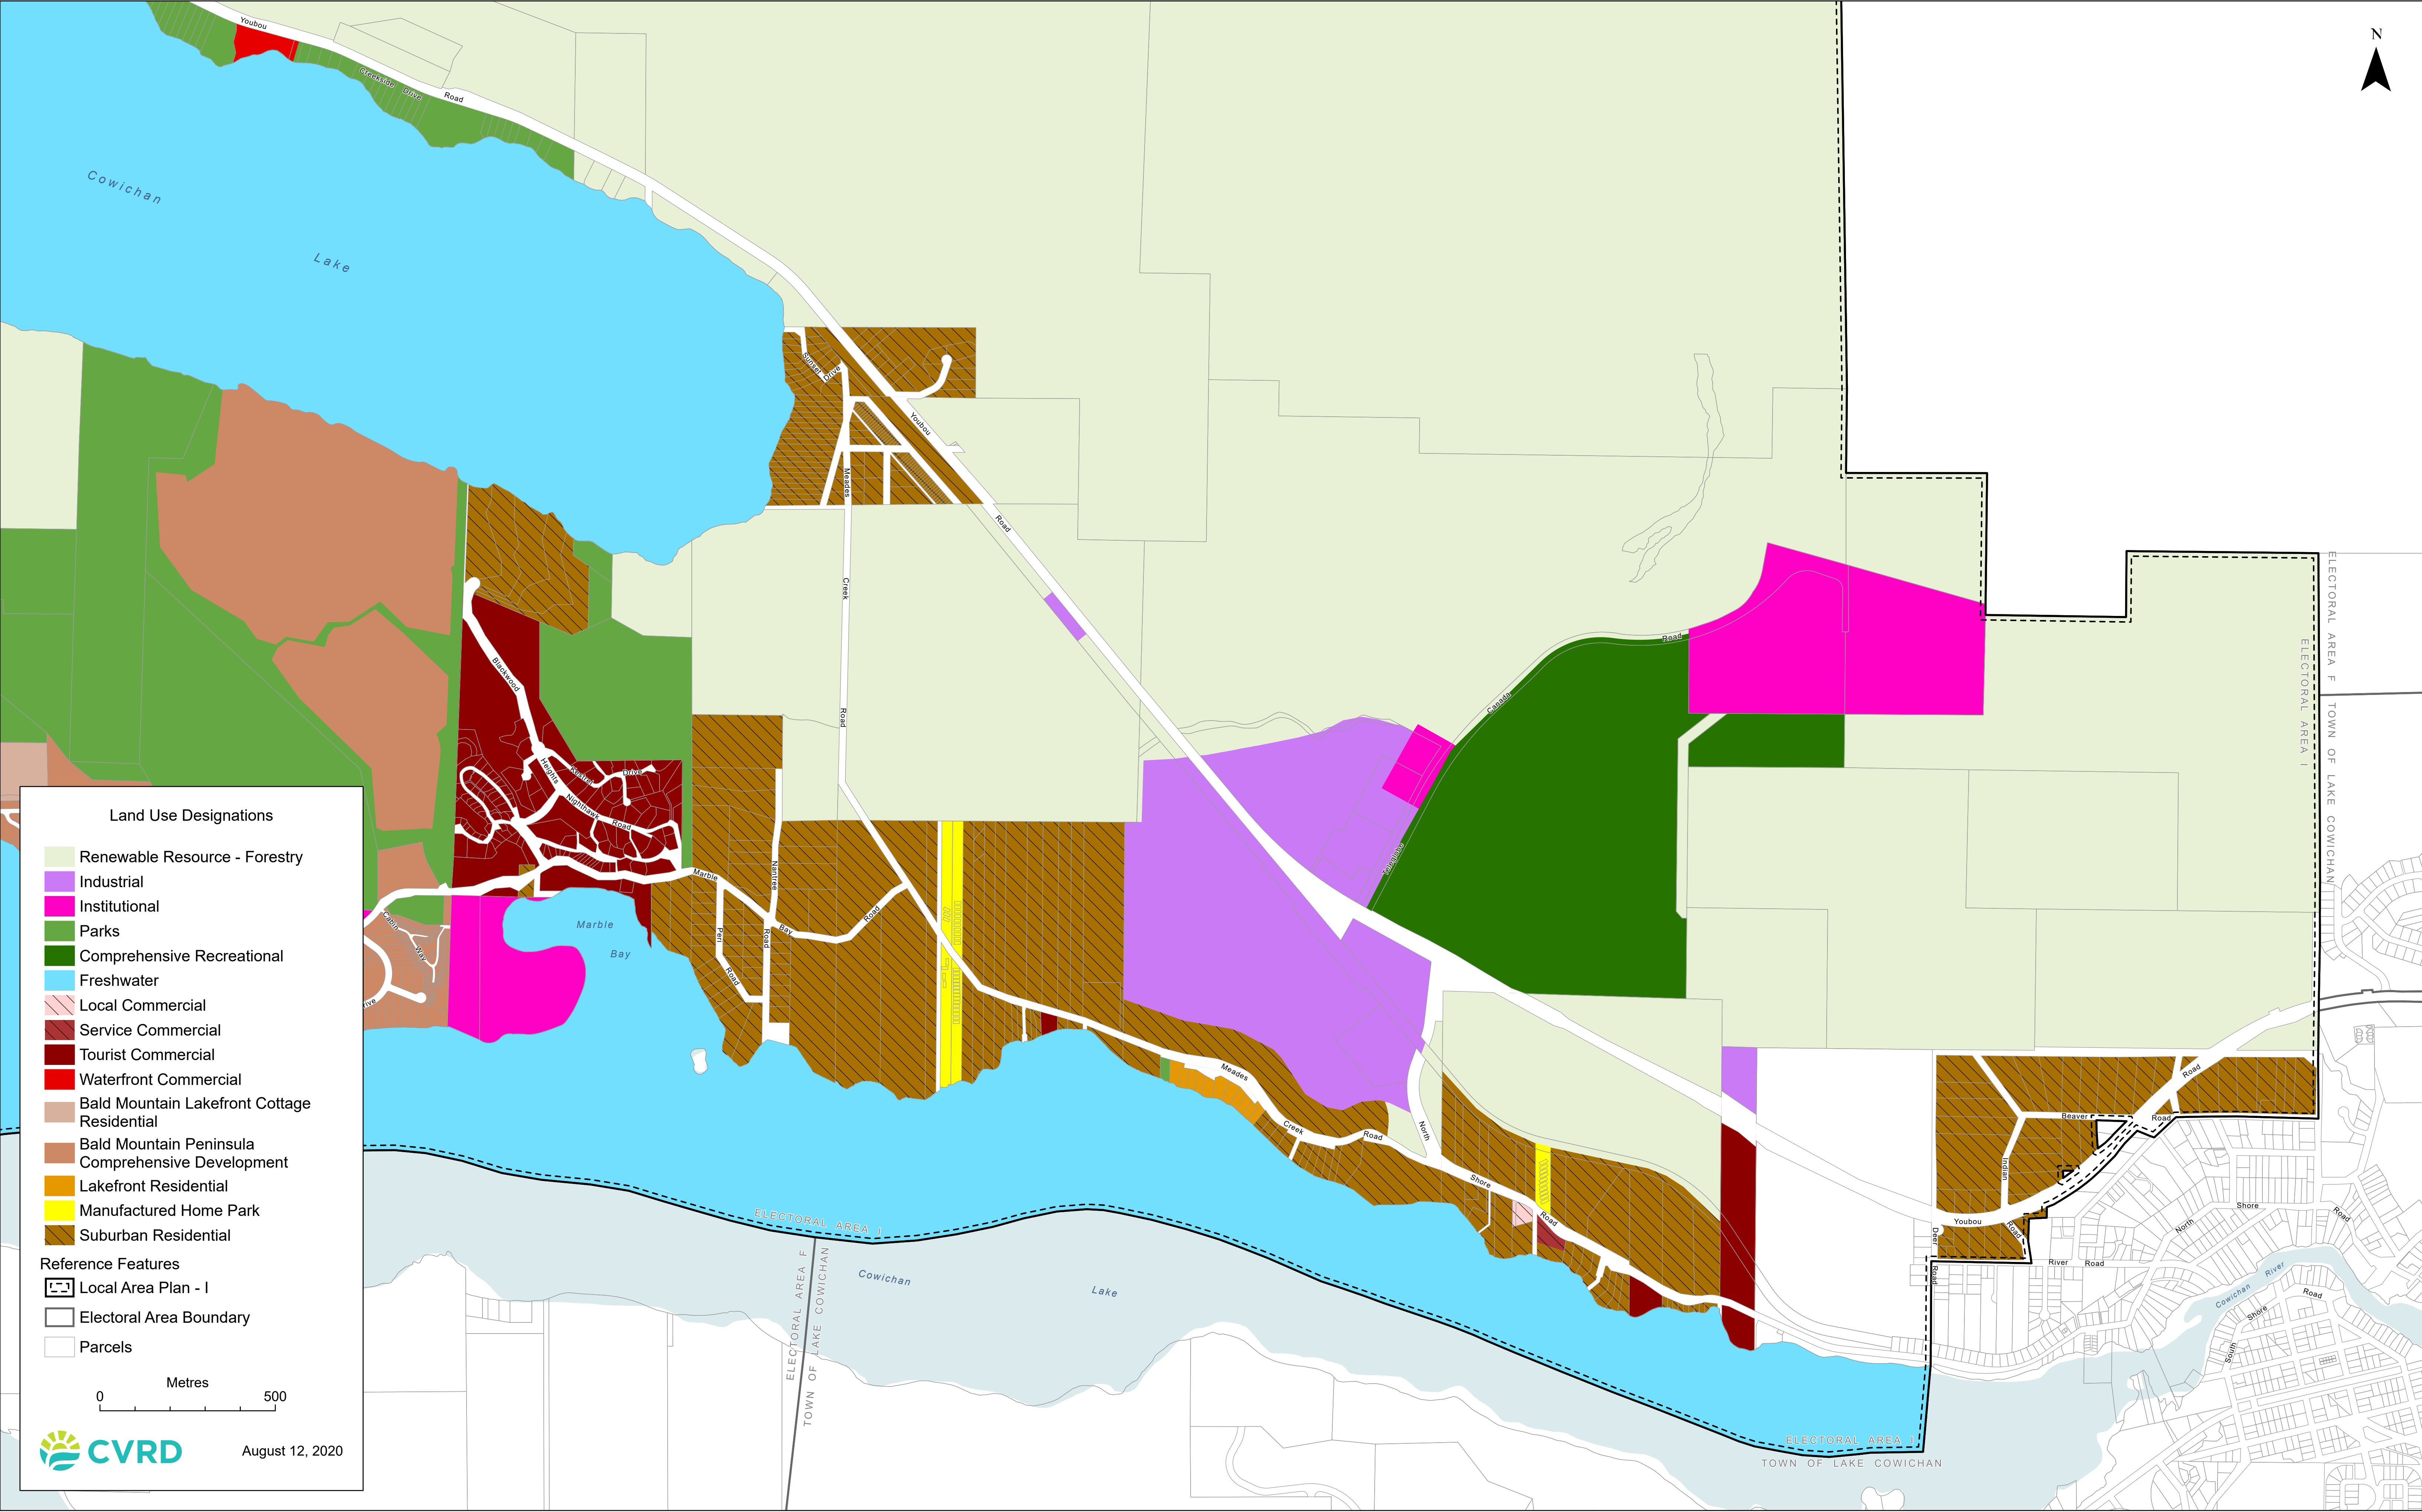 N
Youbou
Creekside Drive
Road
Cowichan
Lake
Sunset
Drive
Youbou
Meades
Road
Creek
Road
ELECTORAL AREA F
TOWN OF LAKE COWICHAN
ELECTORAL AREA I
Road
Canada
Blackwood
Heights
Kestrel
Drive
Nighthawk
Road
Marble
Nantree
Peri
Road
Road
Bay
Road
Marble
Bay
Cabin
Way
Meades
Creek
Road
North
Shore
Road
Beaver
Road
Road
Indian
Road
Youbou
Deer
Road
North
Shore
Road
River Road
Cowichan River
Road
Shore
South
ELECTORAL AREA I
ELECTORAL AREA F
TOWN OF LAKE COWICHAN
Cowichan
Lake
ELECTORAL AREA I
TOWN OF LAKE COWICHAN
Land Use Designations
Renewable Resource - Forestry
Industrial
Institutional
Parks
Comprehensive Recreational
Freshwater
Local Commercial
Service Commercial
Tourist Commercial
Waterfront Commercial
Bald Mountain Lakefront Cottage
Residential
Bald Mountain Peninsula
Comprehensive Development
Lakefront Residential
Manufactured Home Park
Suburban Residential
Reference Features
Local Area Plan - I
Electoral Area Boundary
Parcels
Metres
0 500
CVRD
August 12, 2020